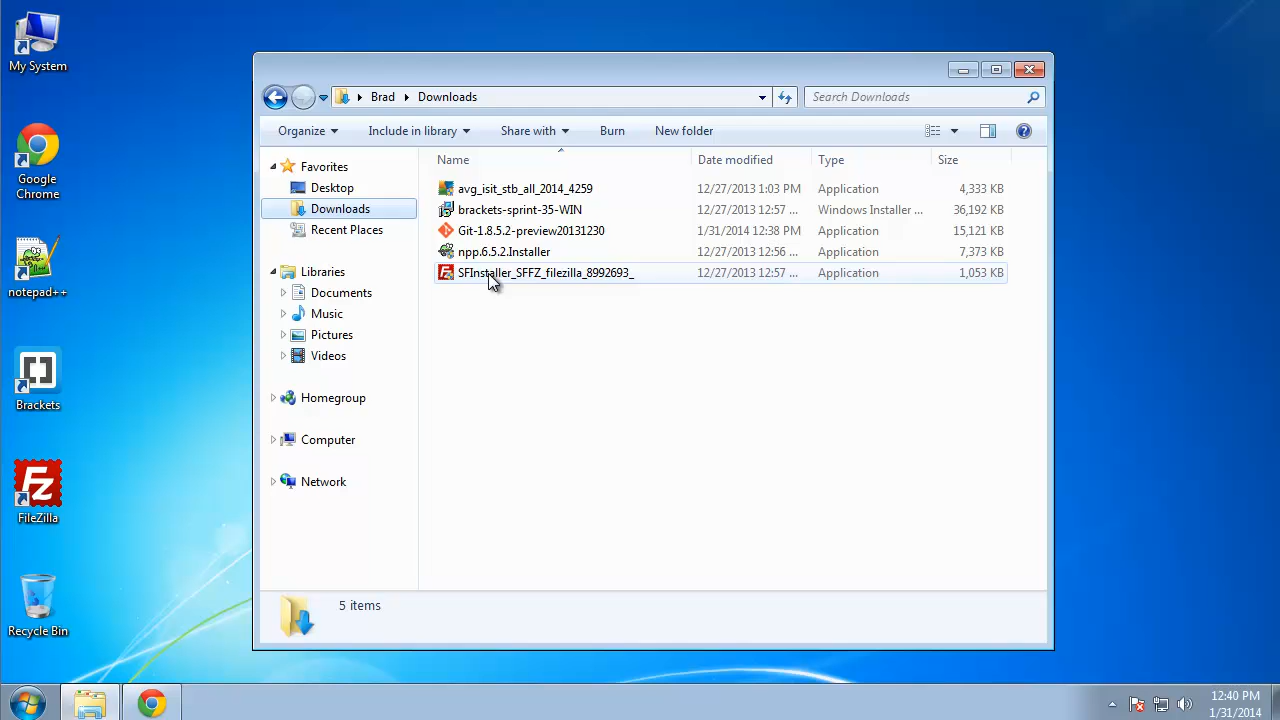 My System
Google
Chrome
notepad++
Brackets
FileZilla
Recycle Bin
Brad Downloads
Search Downloads
Organize Include in library Share with Burn New folder
Favorites
Desktop
Downloads
Recent Places
Libraries
Documents
Music
Pictures
Videos
Homegroup
Computer
Network
Name Date modified Type Size
avg_isit_stb_all_2014_4259 12/27/2013 1:03 PM Application 4,333 KB
brackets-sprint-35-WIN 12/27/2013 12:57 ... Windows Installer ... 36,192 KB
Git-1.8.5.2-preview20131230 1/31/2014 12:38 PM Application 15,121 KB
npp.6.5.2.Installer 12/27/2013 12:56 ... Application 7,373 KB
SFInstaller_SFFZ_filezilla_8992693_ 12/27/2013 12:57 ... Application 1,053 KB
5 items
12:40 PM
1/31/2014